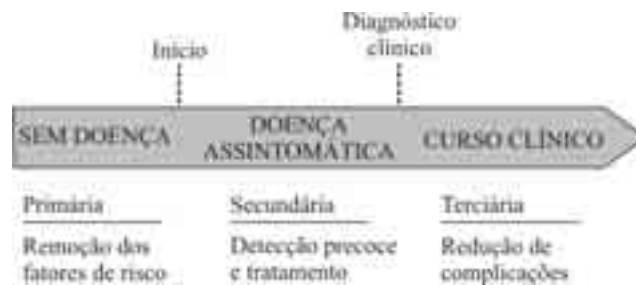 Início
Diagnóstico
clínico
SEM DOENÇA
DOENÇA
ASSINTOMÁTICA
CURSO CLÍNICO
Primária
Secundária
Terciária
Remoção dos
fatores de risco
Detecção precoce
e tratamento
Redução de
complicações